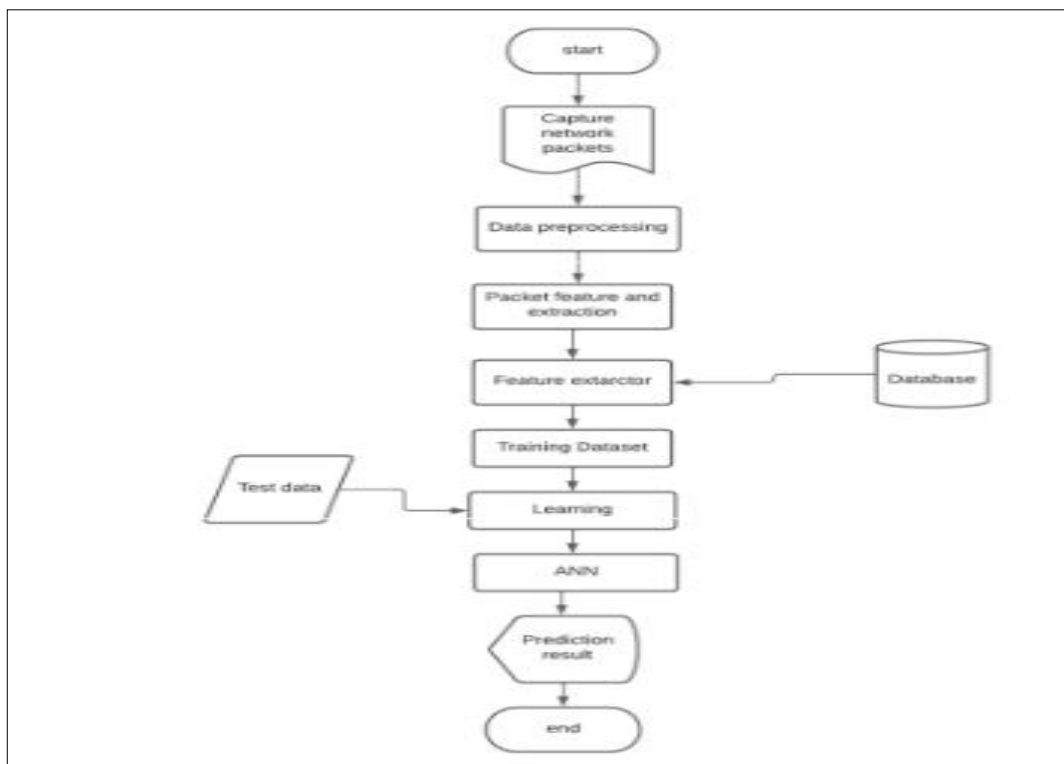 start
Capture
network
packets
Data preprocessing
Packet feature and
extraction
Feature extarctor
Database
Training Dataset
Test data
Learning
ANN
Prediction
result
end